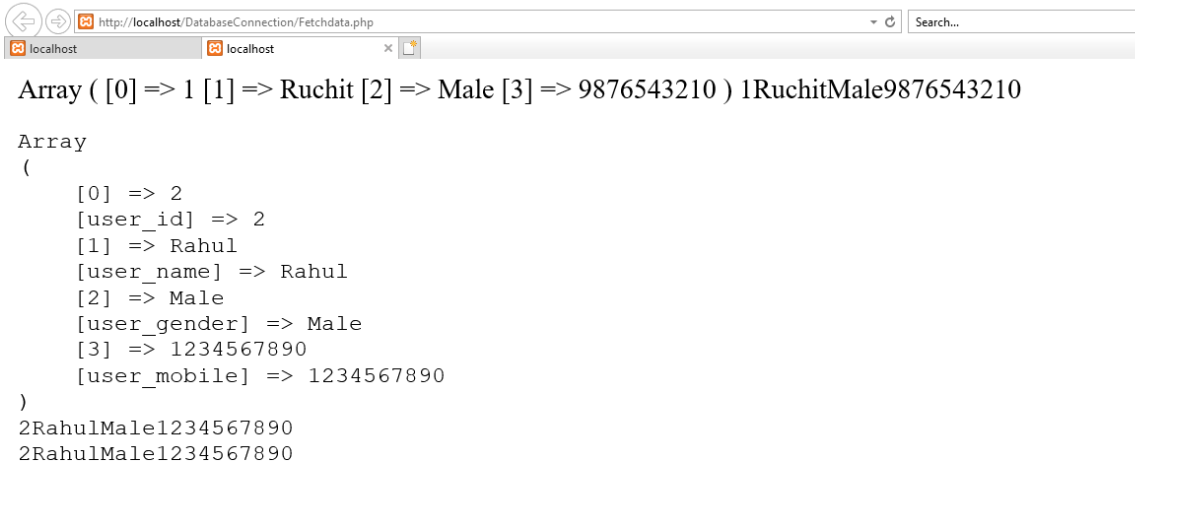 http://localhost/DatabaseConnection/Fetchdata.php
Search...
localhost
localhost
Array ( [0] => 1 [1] => Ruchit [2] => Male [3] => 9876543210 ) 1RuchitMale9876543210
Array
(
    [0] => 2
    [user_id] => 2
    [1] => Rahul
    [user_name] => Rahul
    [2] => Male
    [user_gender] => Male
    [3] => 1234567890
    [user_mobile] => 1234567890
)
2RahulMale1234567890
2RahulMale1234567890